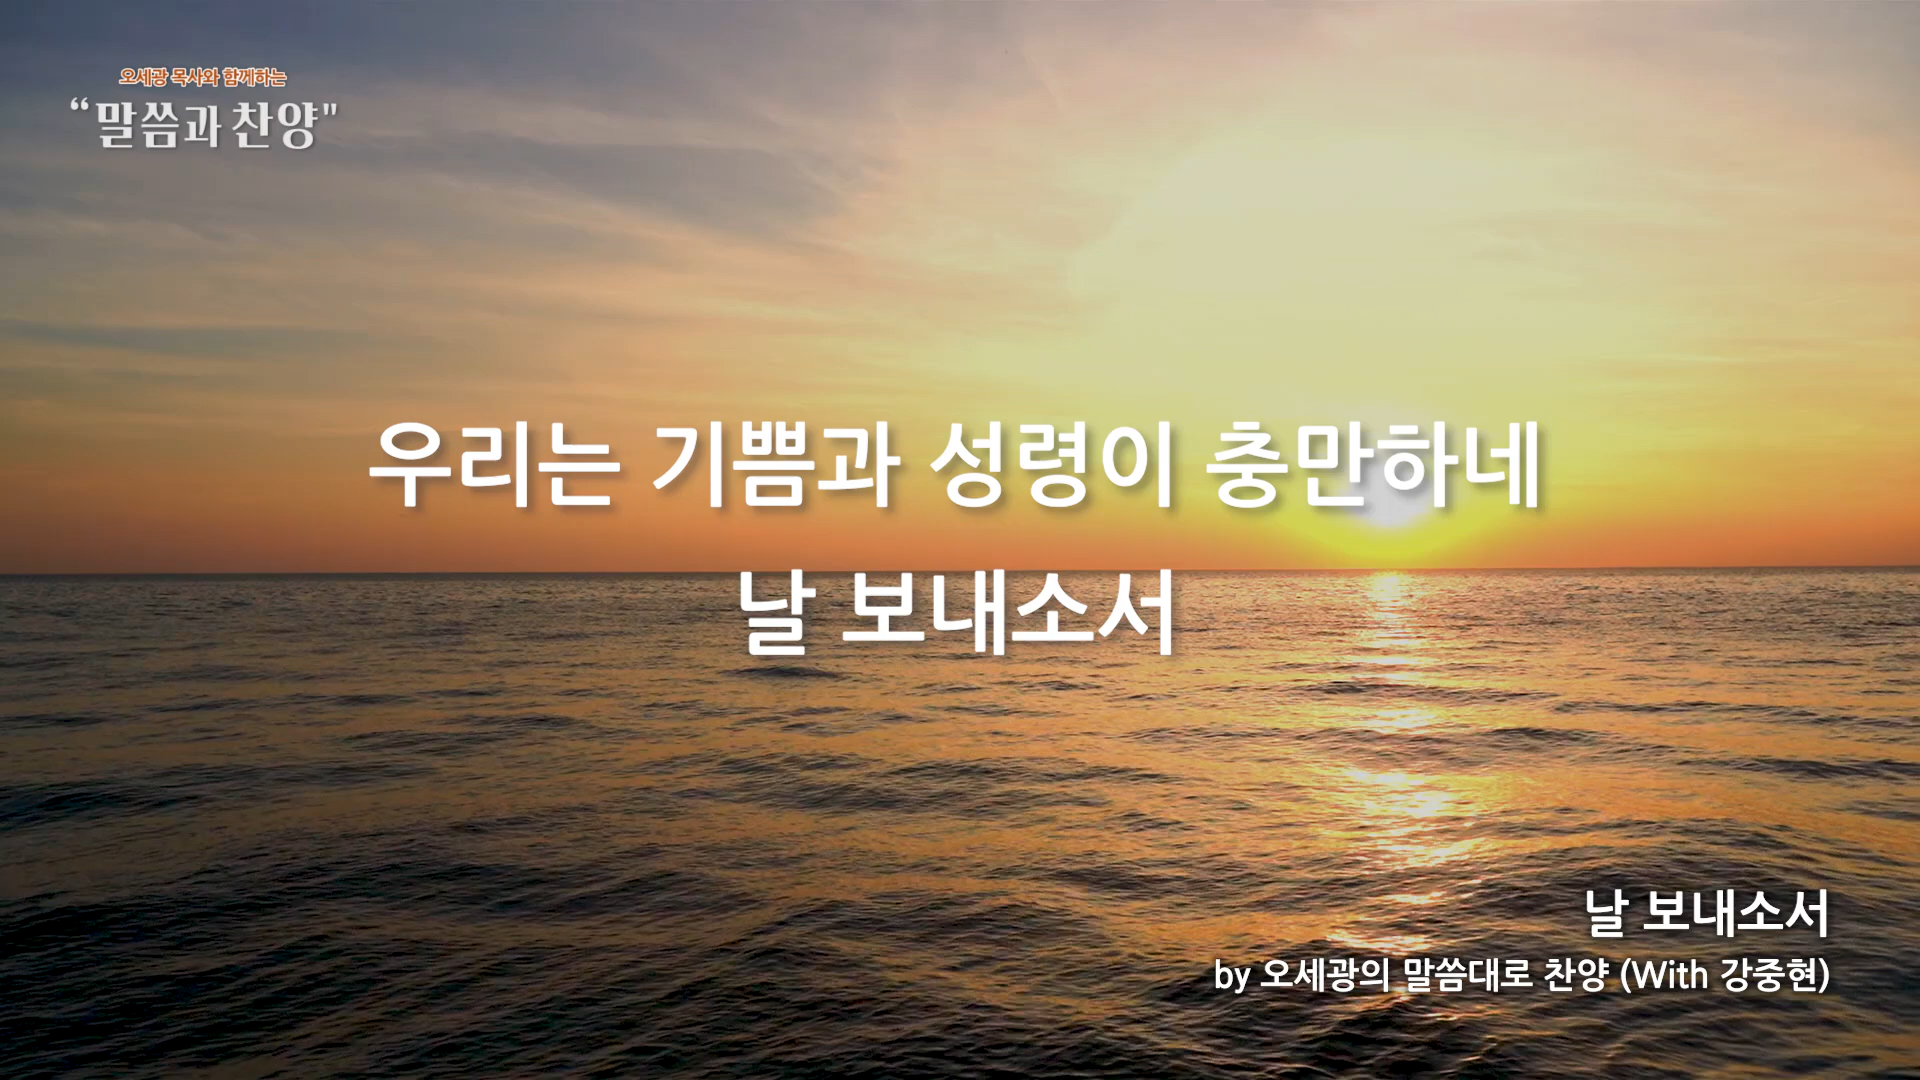 오세광 목사와 함께하는
“말씀과 찬양"
우리는 기쁨과 성령이 충만하네
날 보내소서
날 보내소서
by 오세광의 말씀대로 찬양 (With 강중현)